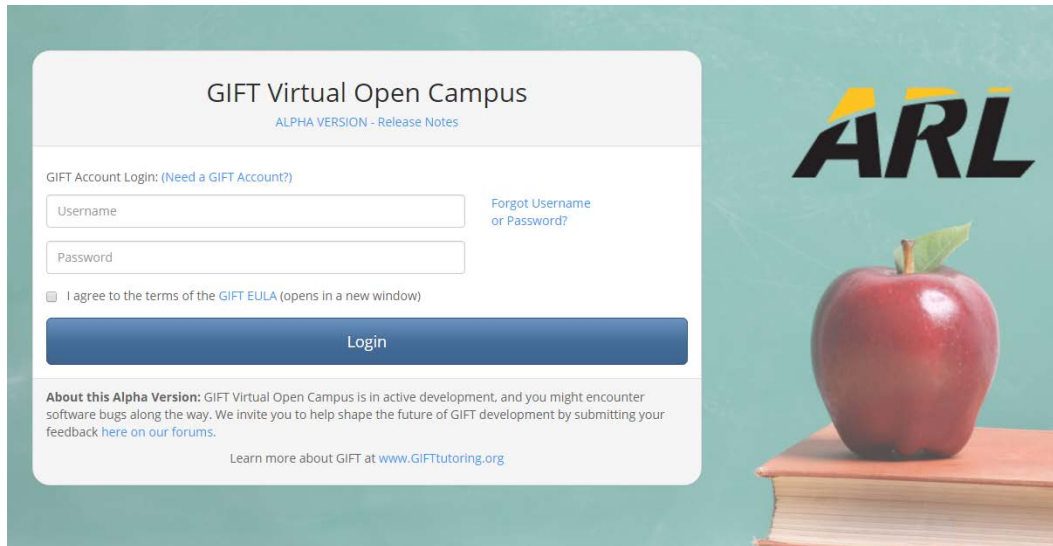 GIFT Virtual Open Campus
ALPHA VERSION - Release Notes
GIFT Account Login: (Need a GIFT Account?)
Username
Forgot Username
or Password?
Password
I agree to the terms of the GIFT EULA (opens in a new window)
Login
About this Alpha Version: GIFT Virtual Open Campus is in active development, and you might encounter
software bugs along the way. We invite you to help shape the future of GIFT development by submitting your
feedback here on our forums.
Learn more about GIFT at www.GIFTtutoring.org
ARL